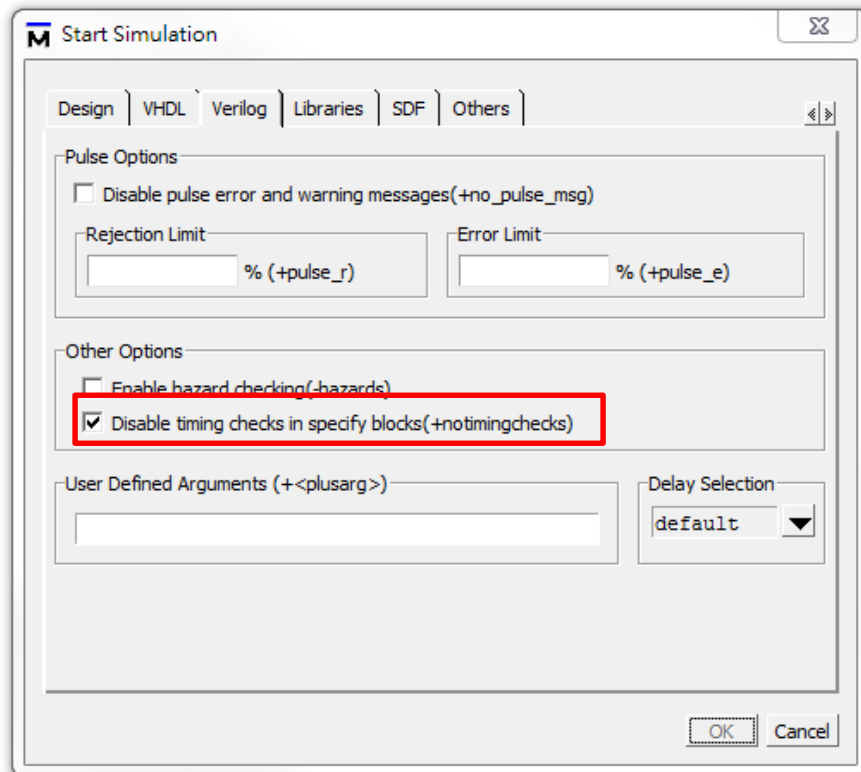 Start Simulation
Design VHDL Verilog Libraries SDF Others
Pulse Options
Disable pulse error and warning messages(+no_pulse_msg)
Rejection Limit
% (+pulse_r)
Error Limit
% (+pulse_e)
Other Options
Enable hazard checking(-hazards)
Disable timing checks in specify blocks(+notimingchecks)
User Defined Arguments (+<plusarg>)
Delay Selection
default
OK Cancel